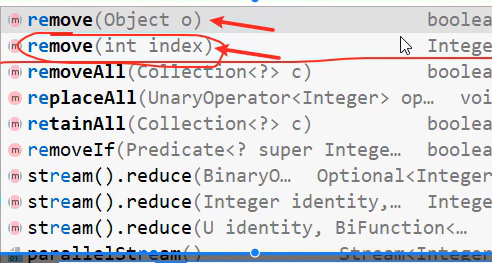 m remove(Object o) boolea
m remove(int index) Intege
m removeAll(Collection<?> c) boolea
m replaceAll(UnaryOperator<Integer> op… voi
m retainAll(Collection<?> c) boolea
m removeIf(Predicate<? super Intege… boolea
stream().reduce(BinaryO… Optional<Integer
stream().reduce(Integer identity,… Intege
stream().reduce(U identity, BiFunction<…
parallelStream() Stream<Integer